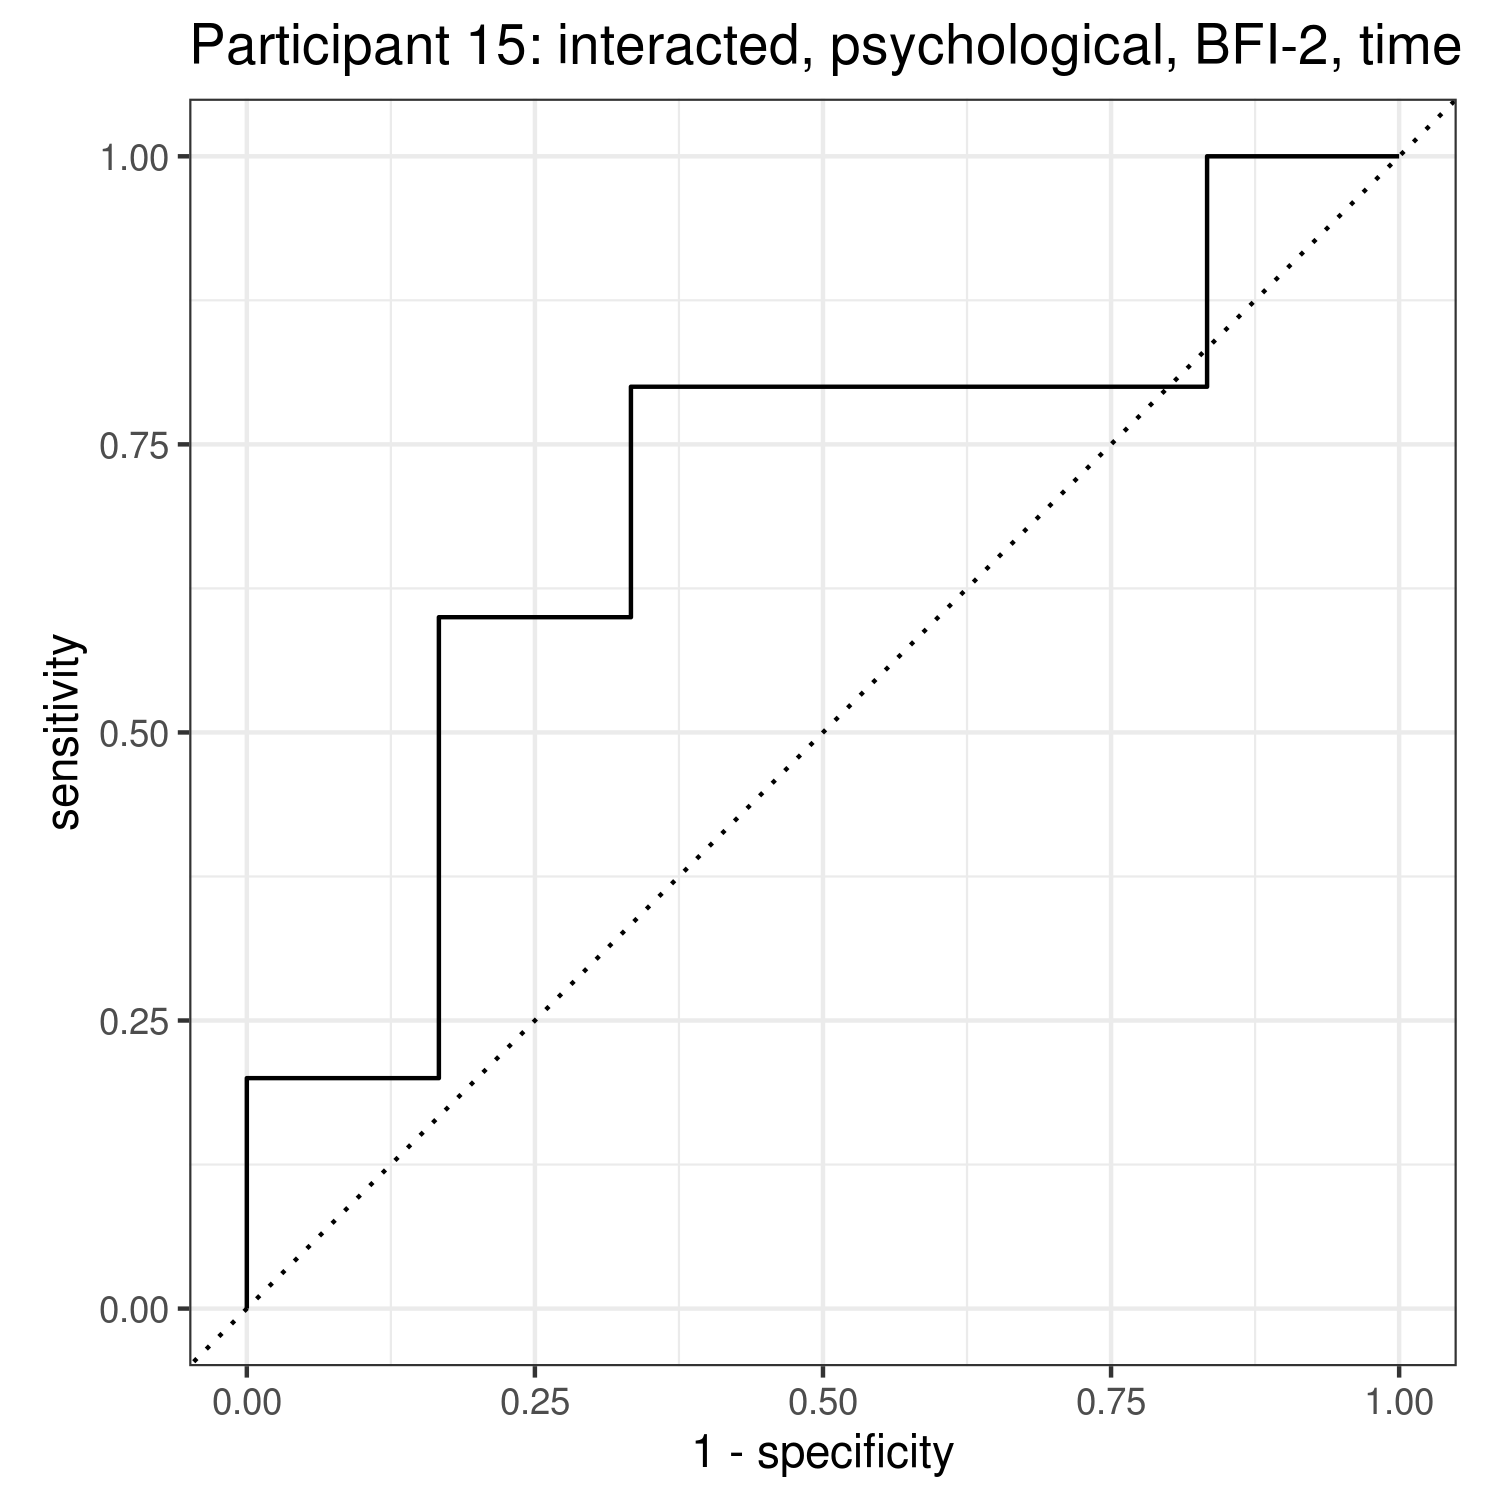 Participant 15: interacted, psychological, BFI-2, time
1.00
0.75
0.50
0.25
0.00
sensitivity
0.00 0.25 0.50 0.75 1.00
1 - specificity